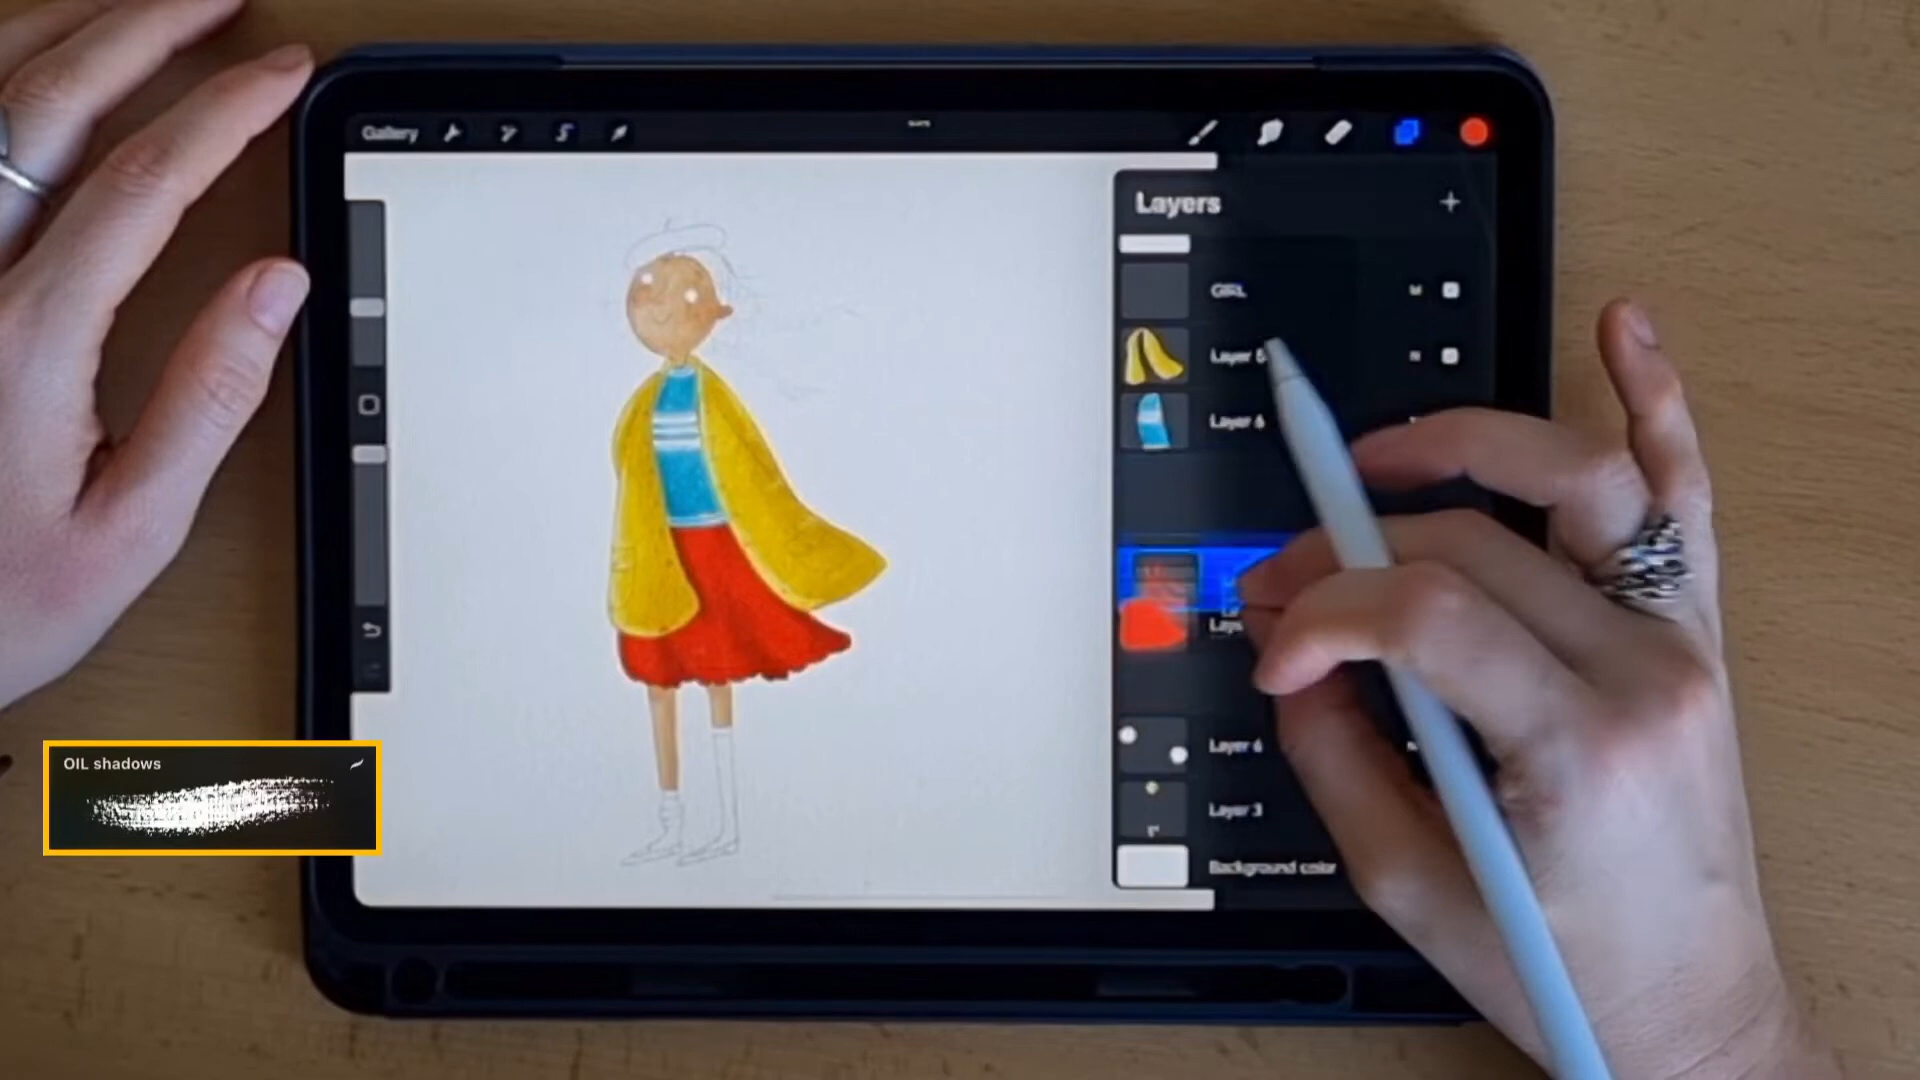 Gallery
Layers
GIRL M
Layer 5 N
Layer 6
Layer 6
Layer 3
Background color
OIL shadows